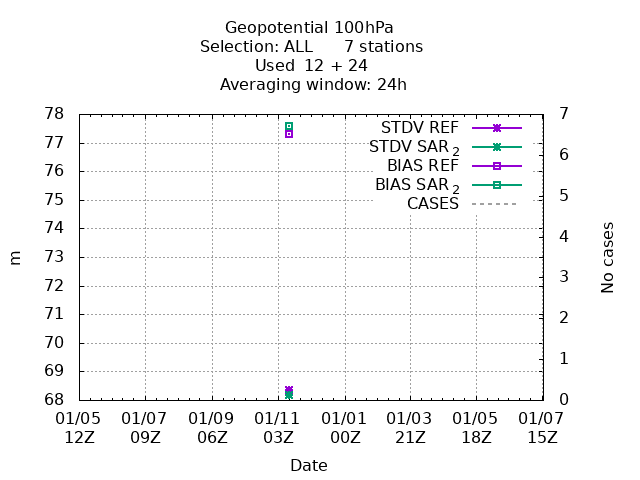 Geopotential 100hPa
Selection: ALL 7 stations
Used 12 + 24
Averaging window: 24h
78 7
STDV REF
77
STDV SAR 2
76 6
BIAS REF
75 5
BIAS SAR 2
CASES
74 4
73
72 3
71
70 2
69 1
68 0
m
No cases
01/05 01/07 01/09 01/11 01/01 01/03 01/05 01/07
12Z 09Z 06Z 03Z 00Z 21Z 18Z 15Z
Date